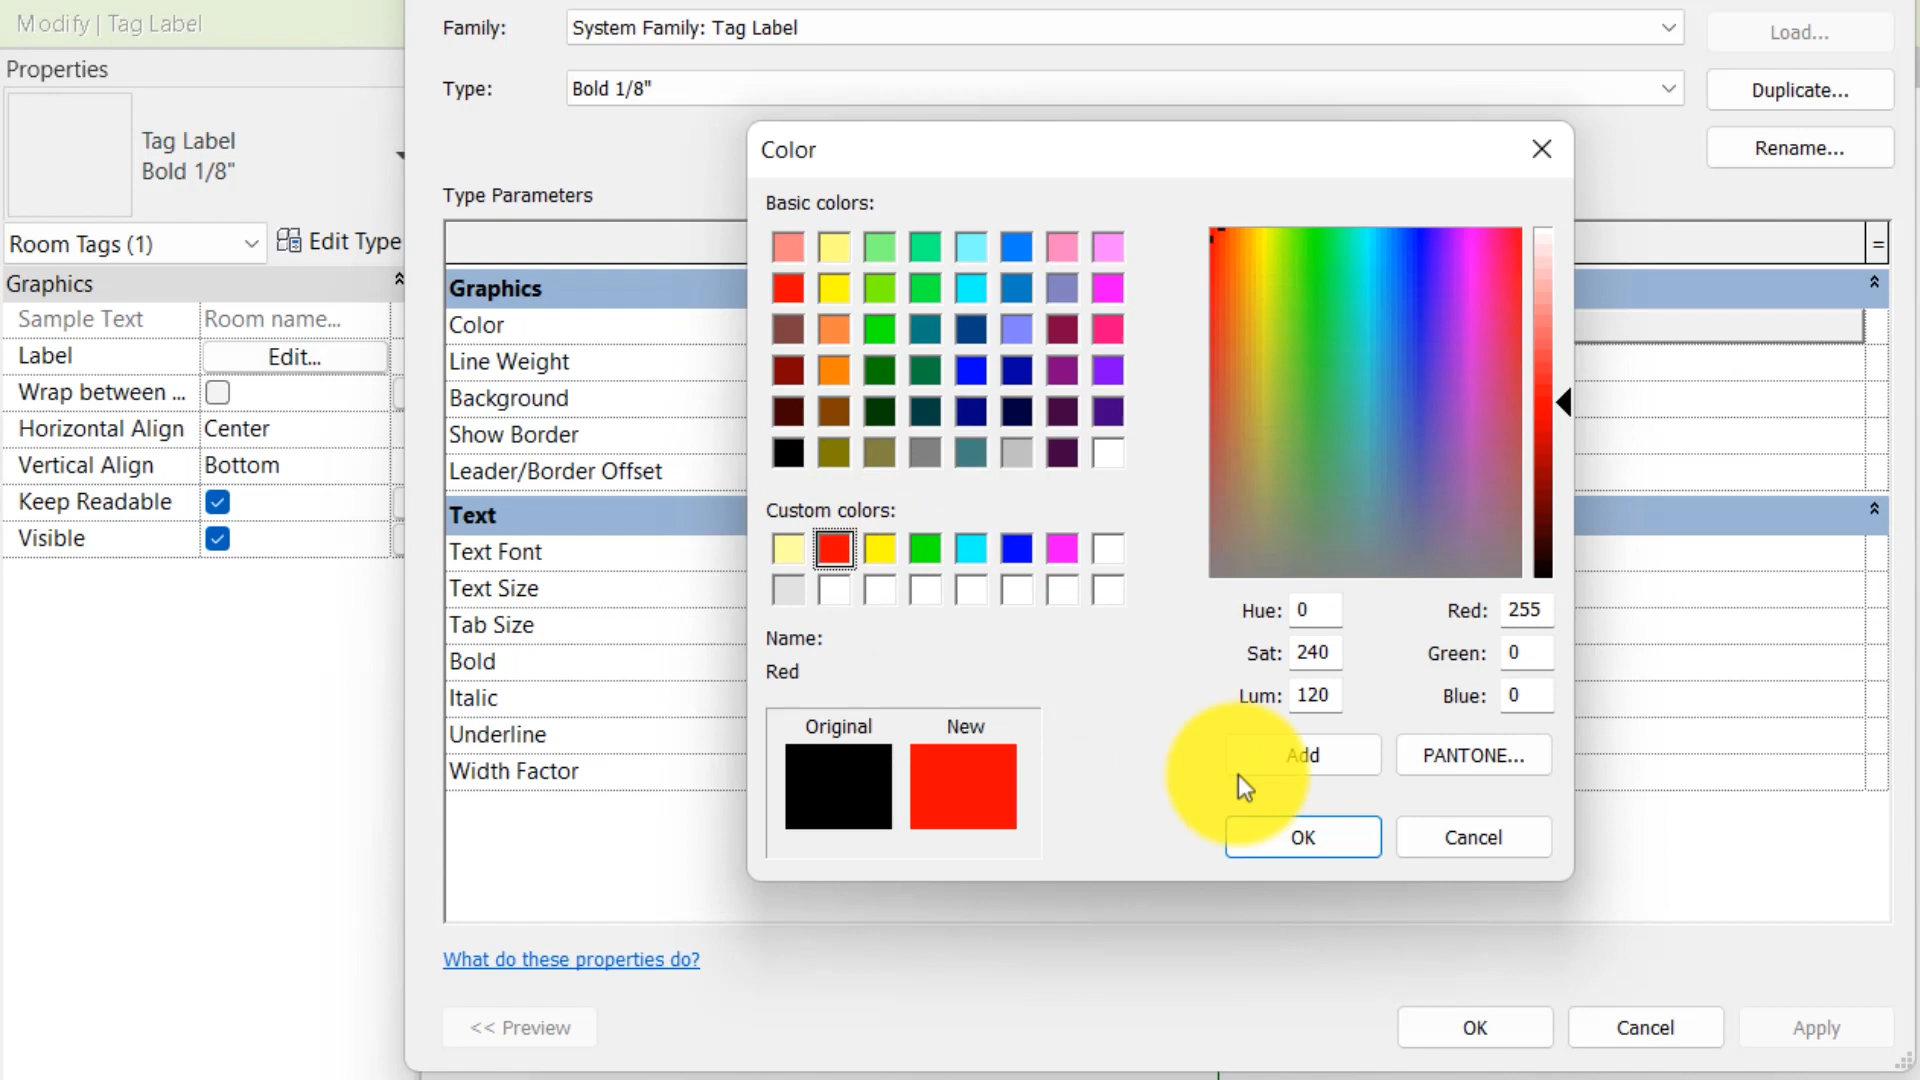 Modify | Tag Label
Properties
Tag Label
Bold 1/8"
Room Tags (1)
Edit Type
Graphics
Sample Text Room name...
Label Edit...
Wrap between ...
Horizontal Align Center
Vertical Align Bottom
Keep Readable
Visible
Family: System Family: Tag Label Load...
Type: Bold 1/8" Duplicate...
Rename...
Type Parameters
=
Graphics
Color
Line Weight
Background
Show Border
Leader/Border Offset
Text
Text Font
Text Size
Tab Size
Bold
Italic
Underline
Width Factor
What do these properties do?
<< Preview OK Cancel Apply
Color
Basic colors:
Custom colors:
Name:
Red
Original New
Hue: 0 Red: 255
Sat: 240 Green: 0
Lum: 120 Blue: 0
Add PANTONE...
OK Cancel